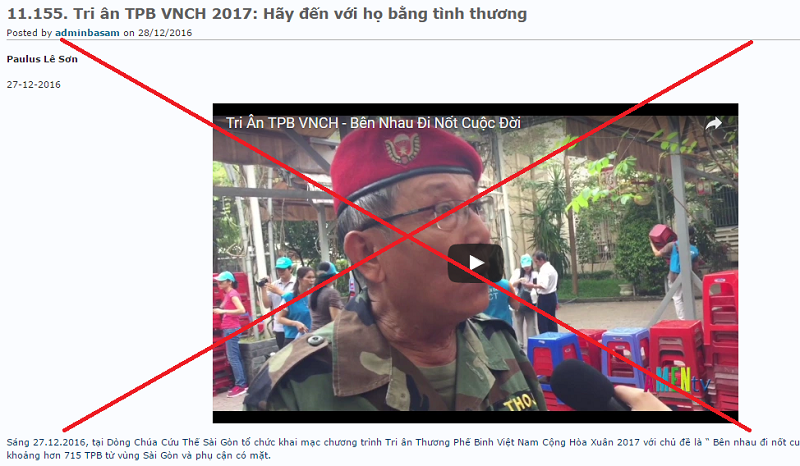 11.155. Tri ân TPB VNCH 2017: Hãy đến với họ bằng tình thương
Posted by adminbasam on 28/12/2016
Paulus Lê Sơn
27-12-2016
Tri Ân TPB VNCH - Bên Nhau Đi Nốt Cuộc Đời
THO
AMENtv
Sáng 27.12.2016, tại Dòng Chúa Cứu Thế Sài Gòn tổ chức khai mạc chương trình Tri ân Thương Phế Binh Việt Nam Cộng Hòa Xuân 2017 với chủ đề là “ Bên nhau đi nốt cu
khoảng hơn 715 TPB từ vùng Sài Gòn và phụ cận có mặt.